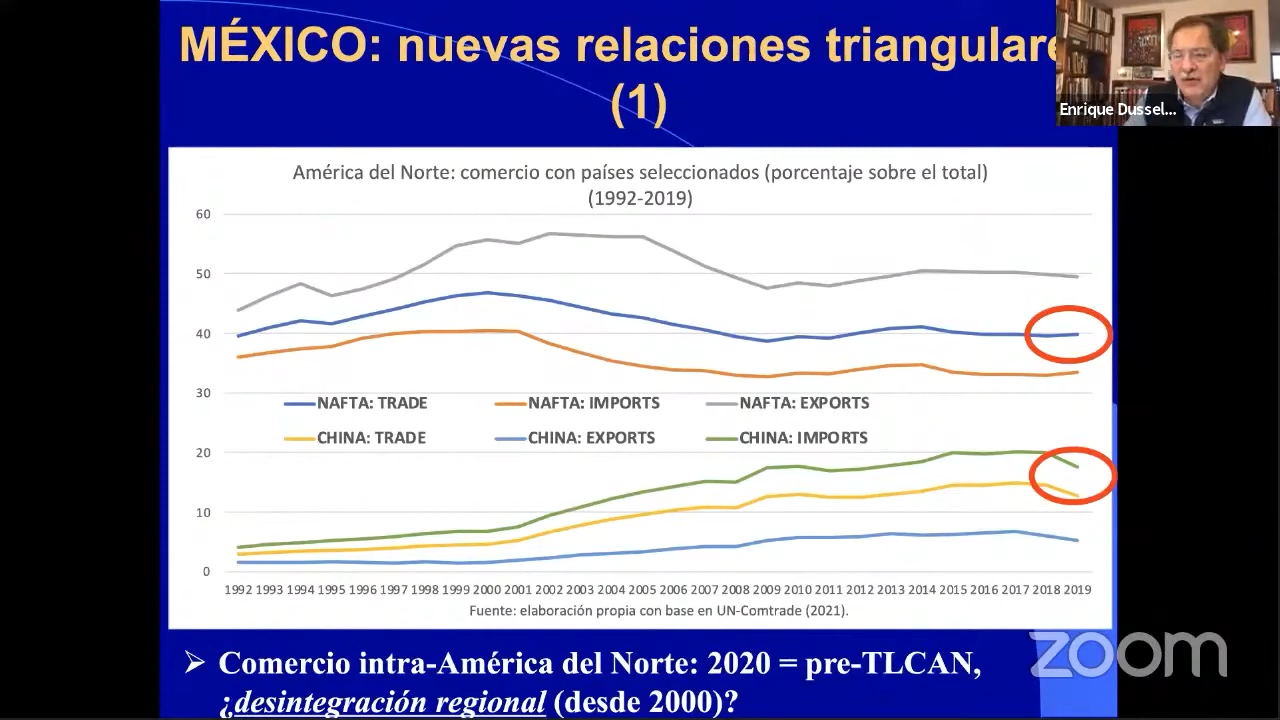 MÉXICO: nuevas relaciones triangulare
(1)
Enrique Dussel...
América del Norte: comercio con países seleccionados (porcentaje sobre el total)
(1992-2019)
60
50
40
30
20
10
0
NAFTA: TRADE NAFTA: IMPORTS NAFTA: EXPORTS
CHINA: TRADE CHINA: EXPORTS CHINA: IMPORTS
1992 1993 1994 1995 1996 1997 1998 1999 2000 2001 2002 2003 2004 2005 2006 2007 2008 2009 2010 2011 2012 2013 2014 2015 2016 2017 2018 2019
Fuente: elaboración propia con base en UN-Comtrade (2021).
➢ Comercio intra-América del Norte: 2020 = pre-TLCAN,
¿desintegración regional (desde 2000)?
zoom